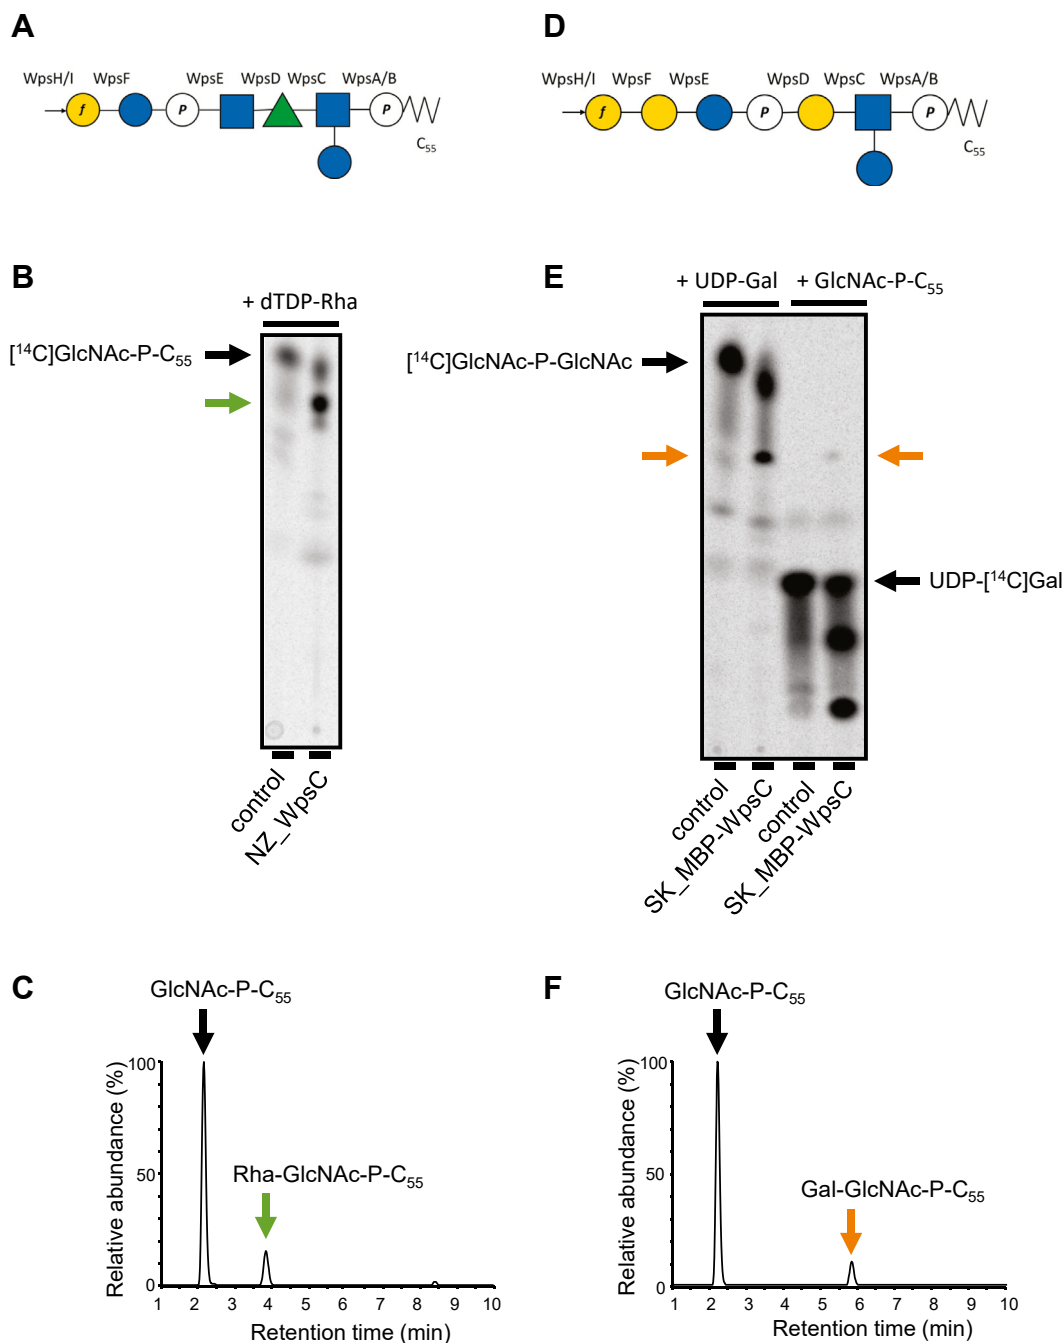 A
WpsH/I WpsF WpsE WpsD WpsC WpsA/B
f P P
C55
D
WpsH/I WpsF WpsE WpsD WpsC WpsA/B
f P P
C55
B
+ dTDP-Rha
[14C]GlcNAc-P-C55
control
NZ_WpsC
E
+ UDP-Gal + GlcNAc-P-C55
[14C]GlcNAc-P-GlcNAc
UDP-[14C]Gal
control
SK_MBP-WpsC
control
SK_MBP-WpsC
C
GlcNAc-P-C55
Relative abundance (%)
100
50
0
Rha-GlcNAc-P-C55
1 2 3 4 5 6 7 8 9 10
Retention time (min)
F
GlcNAc-P-C55
Relative abundance (%)
100
50
0
Gal-GlcNAc-P-C55
1 2 3 4 5 6 7 8 9 10
Retention time (min)